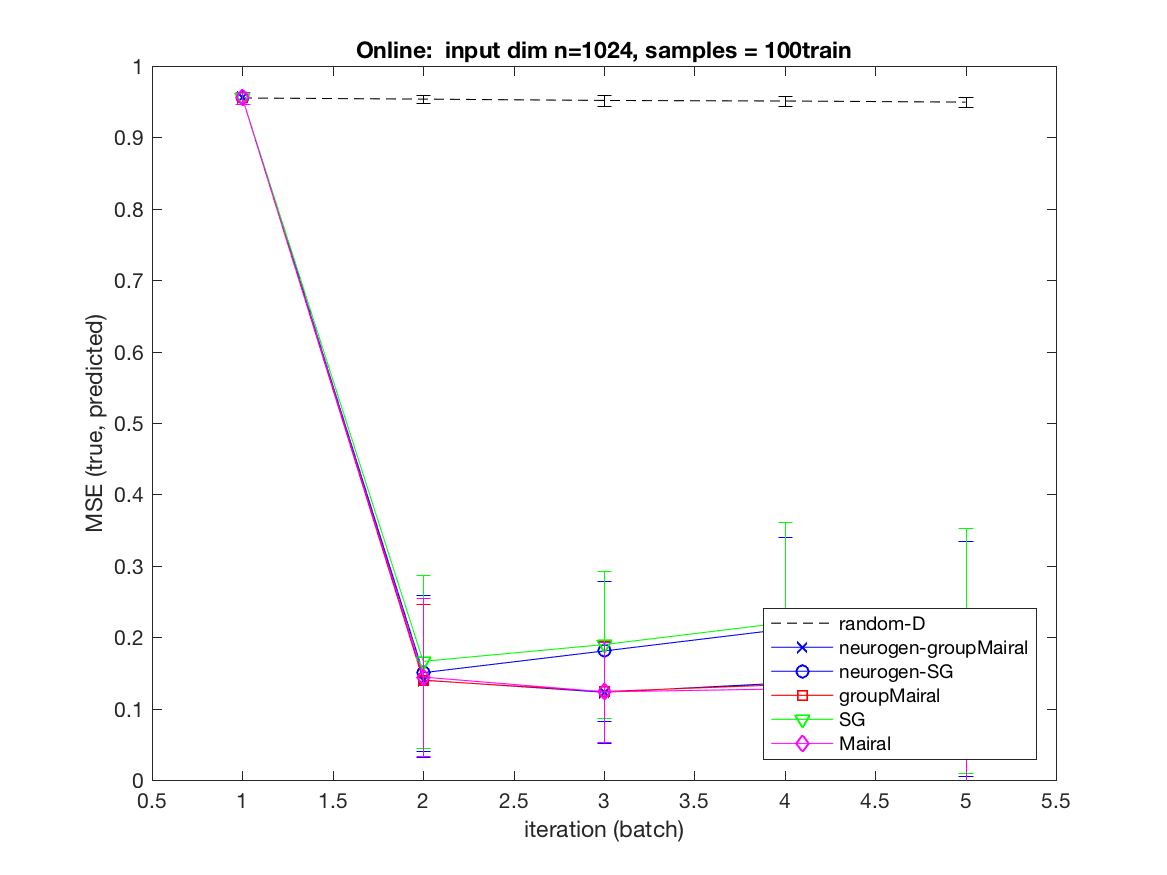 Online:  input dim n=1024, samples = 100train
MSE (true, predicted)
1
0.9
0.8
0.7
0.6
0.5
0.4
0.3
0.2
0.1
0
random-D
neurogen-groupMairal
neurogen-SG
groupMairal
SG
Mairal
0.5 1 1.5 2 2.5 3 3.5 4 4.5 5 5.5
iteration (batch)